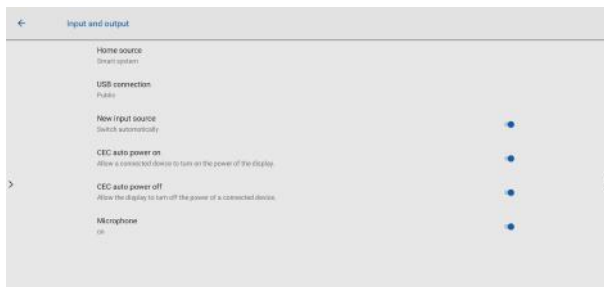 Input and output
Home source
Smart system
USB connection
Public
New input source
Switch automatically
CEC auto power on
Allow a connected device to turn on the power of the display.
CEC auto power off
Allow the display to turn off the power of a connected device.
Microphone
on